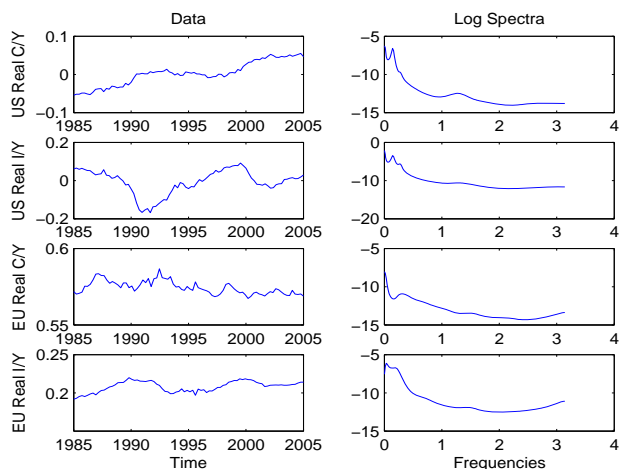 Data
Log Spectra
US Real C/Y
0.1
0
−0.1
1985 1990 1995 2000 2005
−5
−10
−15
0 1 2 3 4
US Real I/Y
0.2
0
−0.2
1985 1990 1995 2000 2005
0
−10
−20
0 1 2 3 4
EU Real C/Y
0.6
0.55
1985 1990 1995 2000 2005
−5
−10
−15
0 1 2 3 4
EU Real I/Y
0.25
0.2
1985 1990 1995 2000 2005
Time
−5
−10
−15
0 1 2 3 4
Frequencies